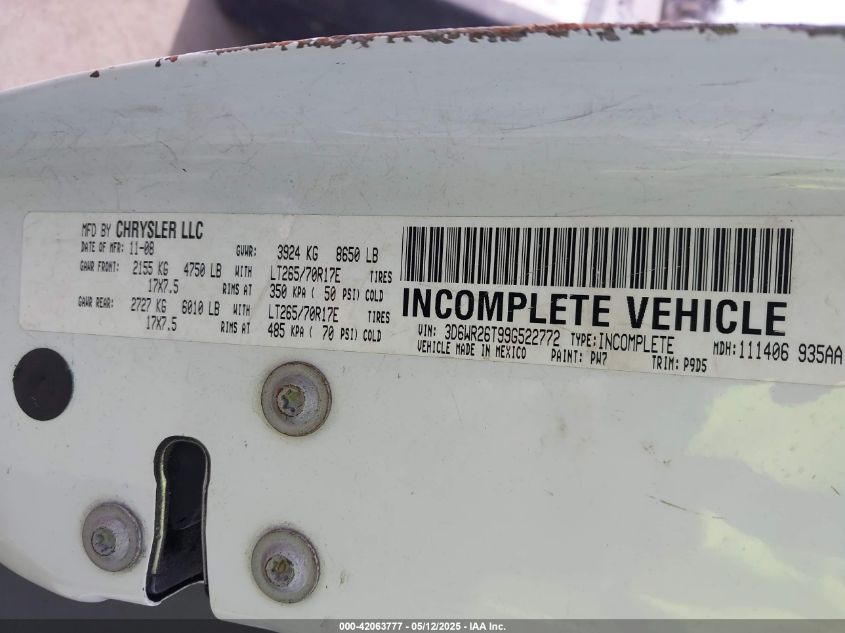 MFD BY CHRYSLER LLC
DATE OF MFR: 11-08 GVWR: 3924 KG 8650 LB
GAWR FRONT: 2155 KG 4750 LB WITH LT265/70R17E TIRES
17X7.5 RIMS AT 350 KPA ( 50 PSI) COLD
GAWR REAR: 2727 KG 6010 LB WITH LT265/70R17E TIRES
17X7.5 RIMS AT 485 KPA ( 70 PSI) COLD
INCOMPLETE VEHICLE
VIN: 3D6WR26T99G522772 TYPE: INCOMPLETE MDH: 111406 935AA
VEHICLE MADE IN MEXICO PAINT: PW7 TRIM: P9D5
000-42063777 - 05/12/2025 - IAA Inc.